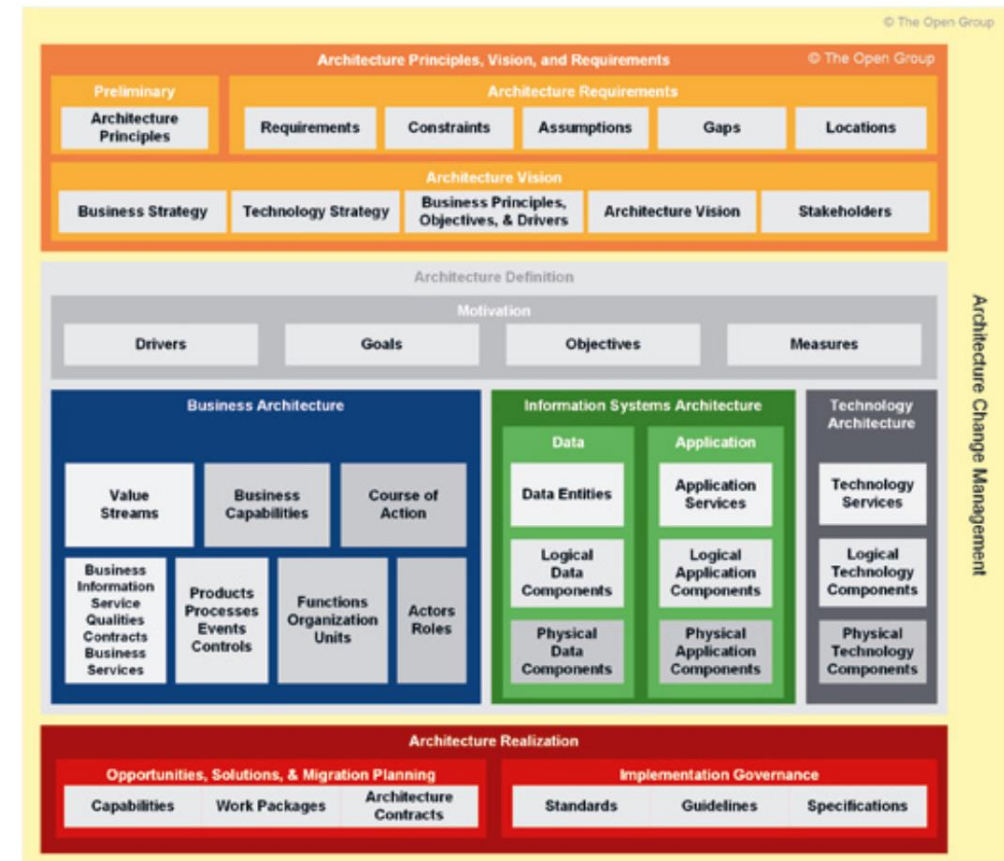 © The Open Group
Architecture Principles, Vision, and Requirements
© The Open Group
Preliminary
Architecture
Principles
Architecture Requirements
Requirements
Constraints
Assumptions
Gaps
Locations
Architecture Vision
Business Strategy
Technology Strategy
Business Principles,
Objectives, & Drivers
Architecture Vision
Stakeholders
Architecture Definition
Motivation
Drivers
Goals
Objectives
Measures
Business Architecture
Value
Streams
Business
Capabilities
Course of
Action
Business
Information
Service
Qualities
Contracts
Business
Services
Products
Processes
Events
Controls
Functions
Organization
Units
Actors
Roles
Information Systems Architecture
Data
Data Entities
Logical
Data
Components
Physical
Data
Components
Application
Application
Services
Logical
Application
Components
Physical
Application
Components
Technology
Architecture
Technology
Services
Logical
Technology
Components
Physical
Technology
Components
Architecture Realization
Opportunities, Solutions, & Migration Planning
Capabilities
Work Packages
Architecture
Contracts
Implementation Governance
Standards
Guidelines
Specifications
Architecture Change Management